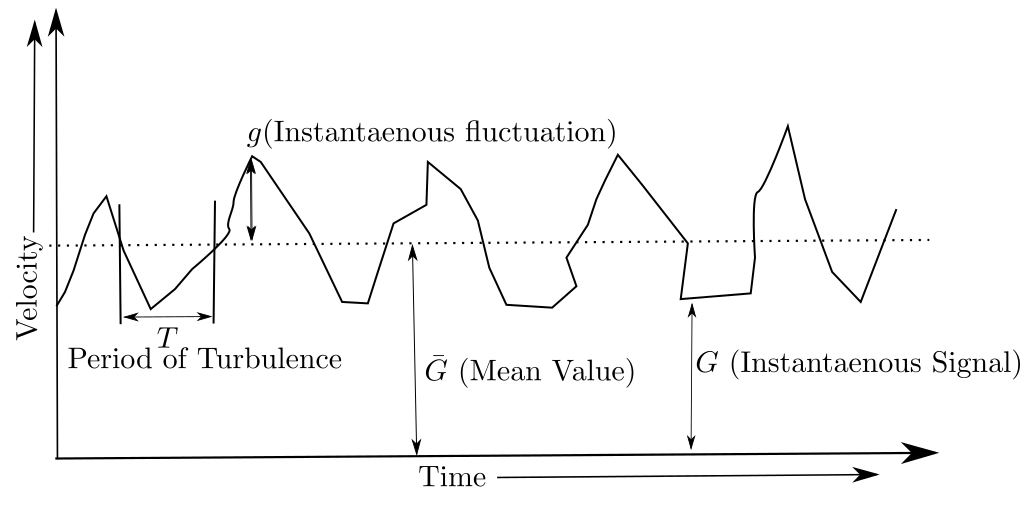 g(Instantaenous fluctuation)
Velocity
T
Period of Turbulence
Ḡ (Mean Value)
G (Instantaenous Signal)
Time